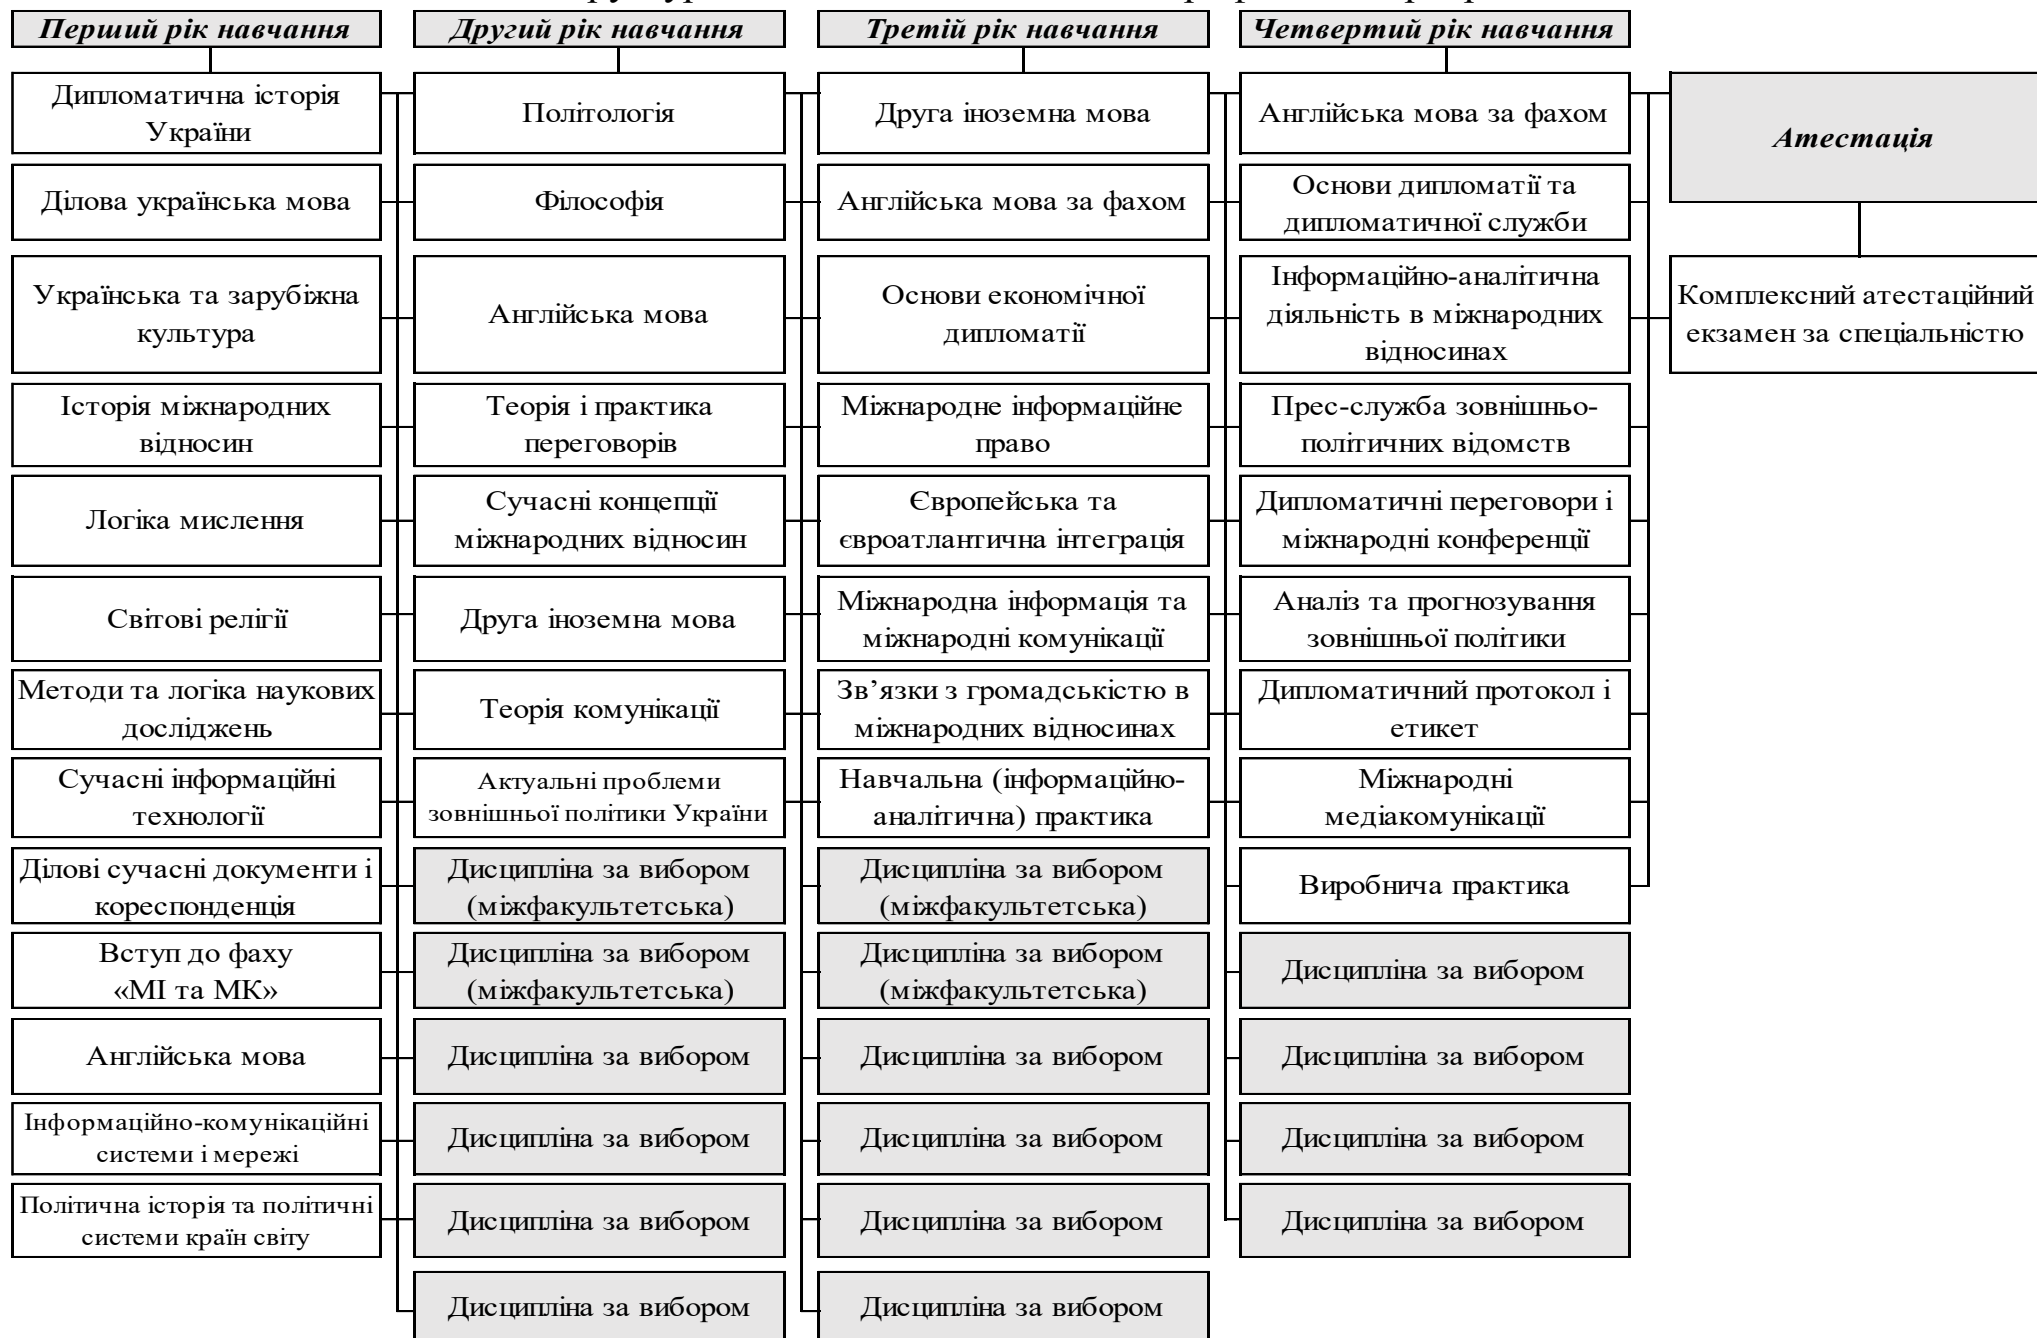 Перший рік навчання
Дипломатична історія
України
Ділова українська мова
Українська та зарубіжна
культура
Історія міжнародних
відносин
Логіка мислення
Світові релігії
Методи та логіка наукових
досліджень
Сучасні інформаційні
технології
Ділові сучасні документи і
кореспонденція
Вступ до фаху
«МІ та МК»
Англійська мова
Інформаційно-комунікаційні
системи і мережі
Політична історія та політичні
системи країн світу
Другий рік навчання
Політологія
Філософія
Англійська мова
Теорія і практика
переговорів
Сучасні концепції
міжнародних відносин
Друга іноземна мова
Теорія комунікації
Актуальні проблеми
зовнішньої політики України
Дисципліна за вибором
(міжфакультетська)
Дисципліна за вибором
(міжфакультетська)
Дисципліна за вибором
Дисципліна за вибором
Дисципліна за вибором
Дисципліна за вибором
Третій рік навчання
Друга іноземна мова
Англійська мова за фахом
Основи економічної
дипломатії
Міжнародне інформаційне
право
Європейська та
євроатлантична інтеграція
Міжнародна інформація та
міжнародні комунікації
Зв’язки з громадськістю в
міжнародних відносинах
Навчальна (інформаційно-
аналітична) практика
Дисципліна за вибором
(міжфакультетська)
Дисципліна за вибором
(міжфакультетська)
Дисципліна за вибором
Дисципліна за вибором
Дисципліна за вибором
Дисципліна за вибором
Четвертий рік навчання
Англійська мова за фахом
Основи дипломатії та
дипломатичної служби
Інформаційно-аналітична
діяльність в міжнародних
відносинах
Прес-служба зовнішньо-
політичних відомств
Дипломатичні переговори і
міжнародні конференції
Аналіз та прогнозування
зовнішньої політики
Дипломатичний протокол і
етикет
Міжнародні
медіакомунікації
Виробнича практика
Дисципліна за вибором
Дисципліна за вибором
Дисципліна за вибором
Дисципліна за вибором
Атестація
Комплексний атестаційний
екзамен за спеціальністю